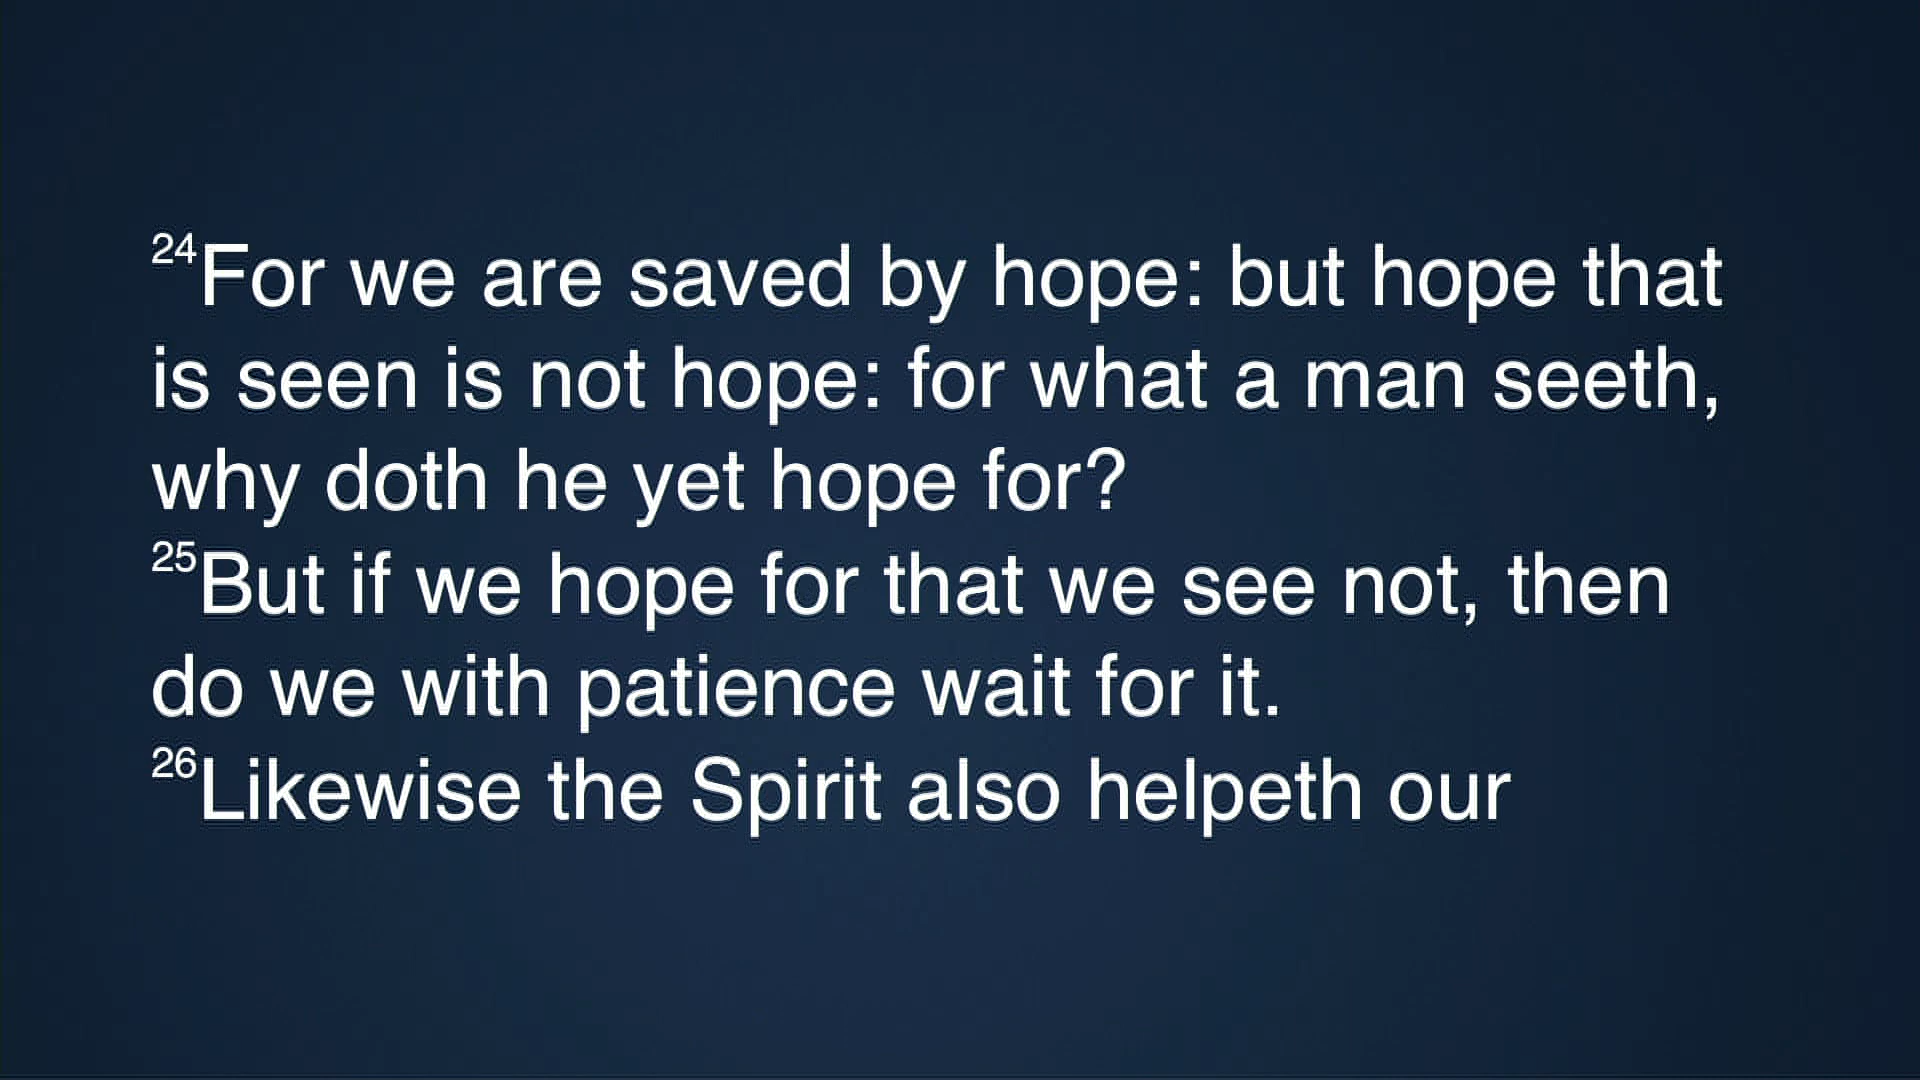 24For we are saved by hope: but hope that
is seen is not hope: for what a man seeth,
why doth he yet hope for?
25But if we hope for that we see not, then
do we with patience wait for it.
26Likewise the Spirit also helpeth our